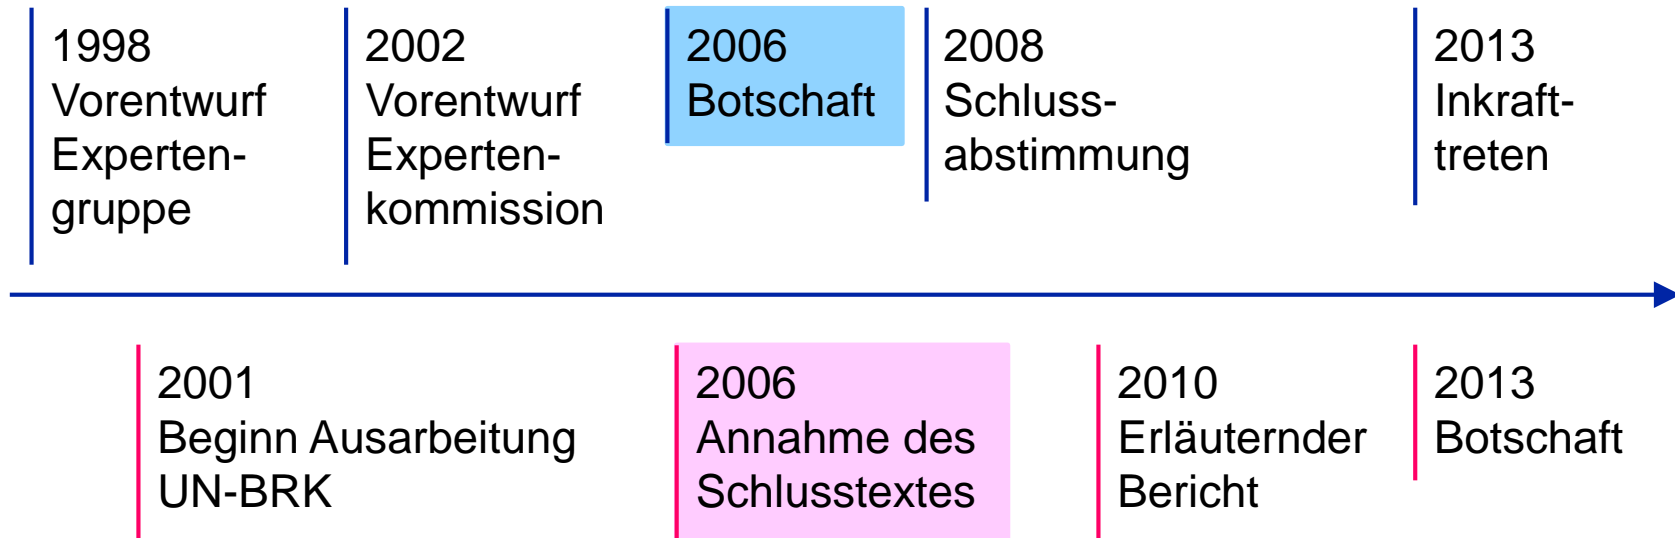 1998
Vorentwurf
Experten-
gruppe
2002
Vorentwurf
Experten-
kommission
2006
Botschaft
2008
Schluss-
abstimmung
2013
Inkraft-
treten
2001
Beginn Ausarbeitung
UN-BRK
2006
Annahme des
Schlusstextes
2010
Erläuternder
Bericht
2013
Botschaft